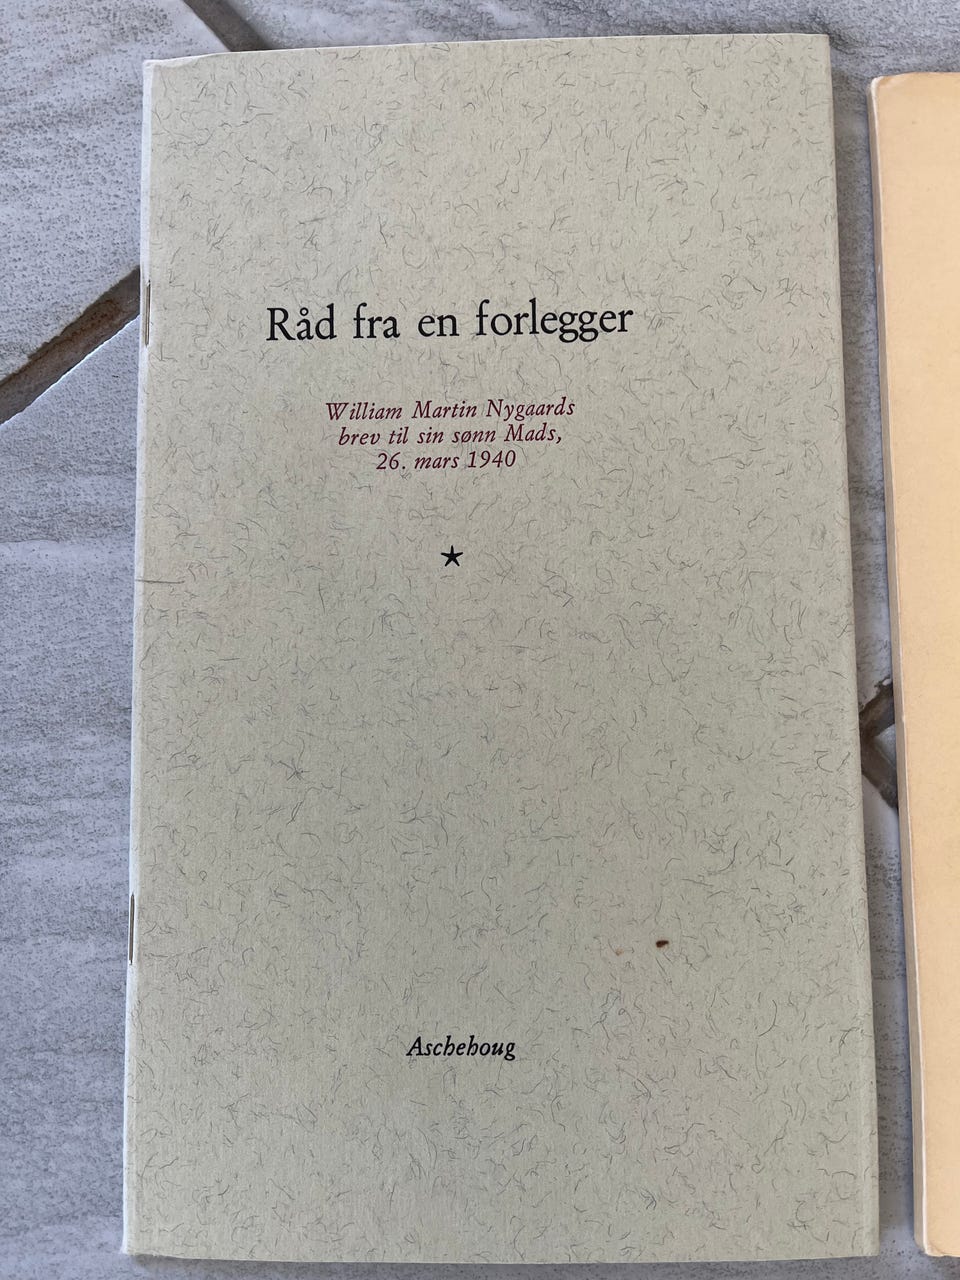 Råd fra en forlegger
William Martin Nygaards
brev til sin sønn Mads,
26. mars 1940
Aschehoug